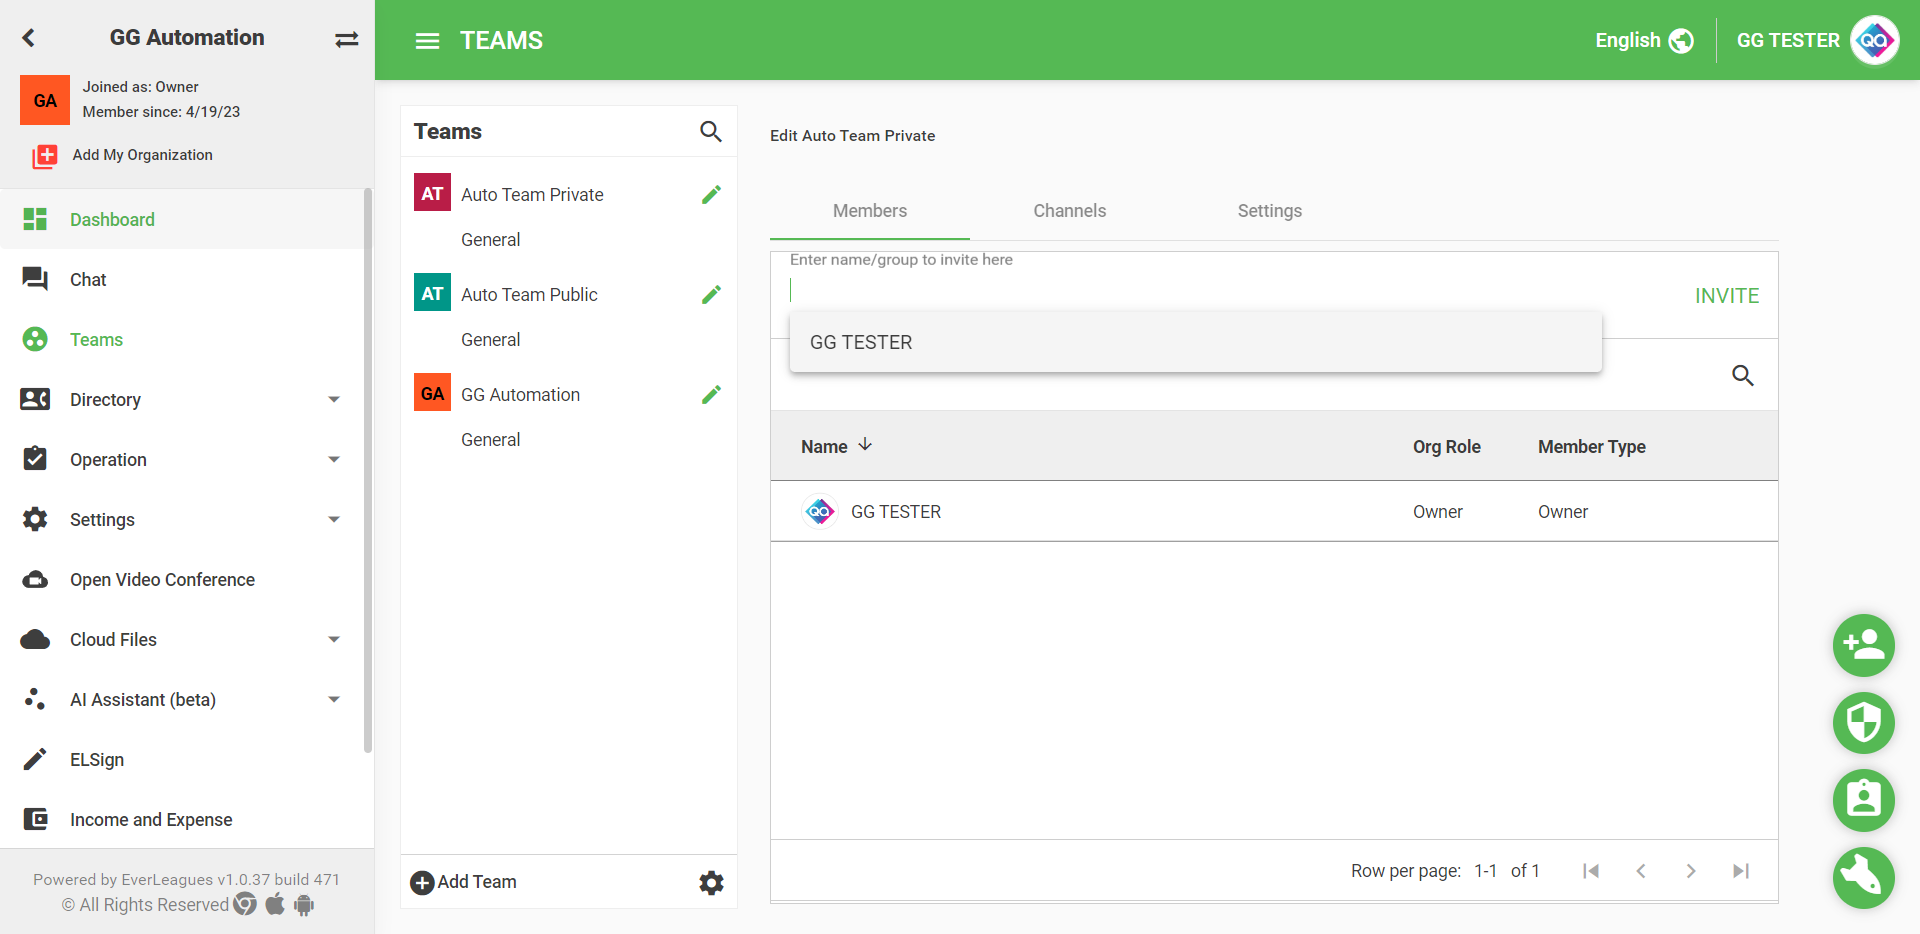 GG Automation
GA
Joined as: Owner
Member since: 4/19/23
Add My Organization
Dashboard
Chat
Teams
Directory
Operation
Settings
Open Video Conference
Cloud Files
AI Assistant (beta)
ELSign
Income and Expense
Powered by EverLeagues v1.0.37 build 471
© All Rights Reserved
TEAMS
English
GG TESTER
QA
Teams
AT Auto Team Private
General
AT Auto Team Public
General
GA GG Automation
General
Add Team
Edit Auto Team Private
Members Channels Settings
Enter name/group to invite here
INVITE
GG TESTER
Name Org Role Member Type
QA GG TESTER Owner Owner
Row per page: 1-1 of 1